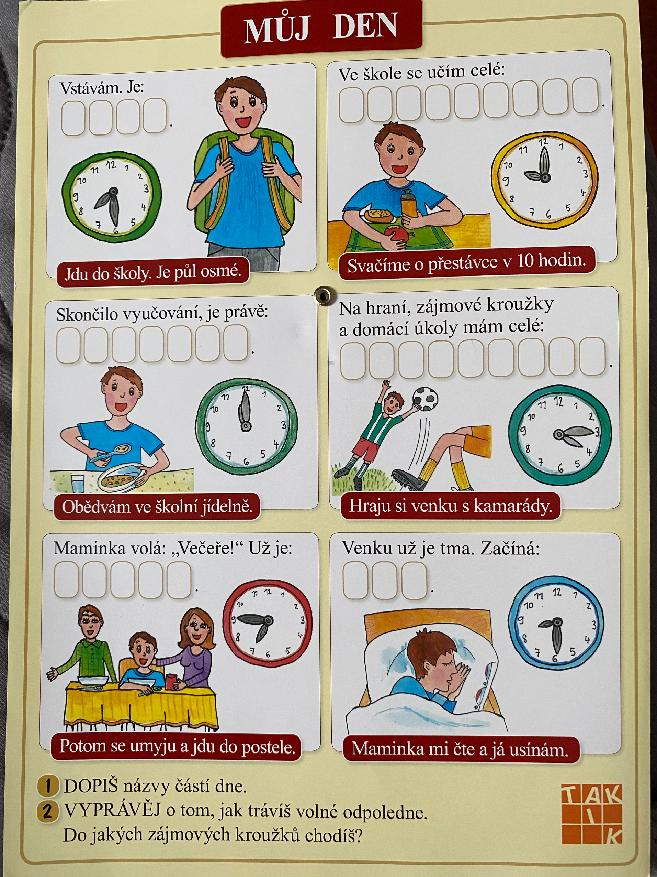 MŮJ DEN
Vstávám. Je:
.
Jdu do školy. Je půl osmé.
Ve škole se učím celé:
.
Svačíme o přestávce v 10 hodin.
Skončilo vyučování, je právě:
.
Obědvám ve školní jídelně.
Na hraní, zájmové kroužky
a domácí úkoly mám celé:
.
Hraju si venku s kamarády.
Maminka volá: „Večeře!“ Už je:
.
Potom se umyju a jdu do postele.
Venku už je tma. Začíná:
.
Maminka mi čte a já usínám.
1 DOPIŠ názvy částí dne.
2 VYPRÁVĚJ o tom, jak trávíš volné odpoledne.
Do jakých zájmových kroužků chodíš?
TAK
I
K